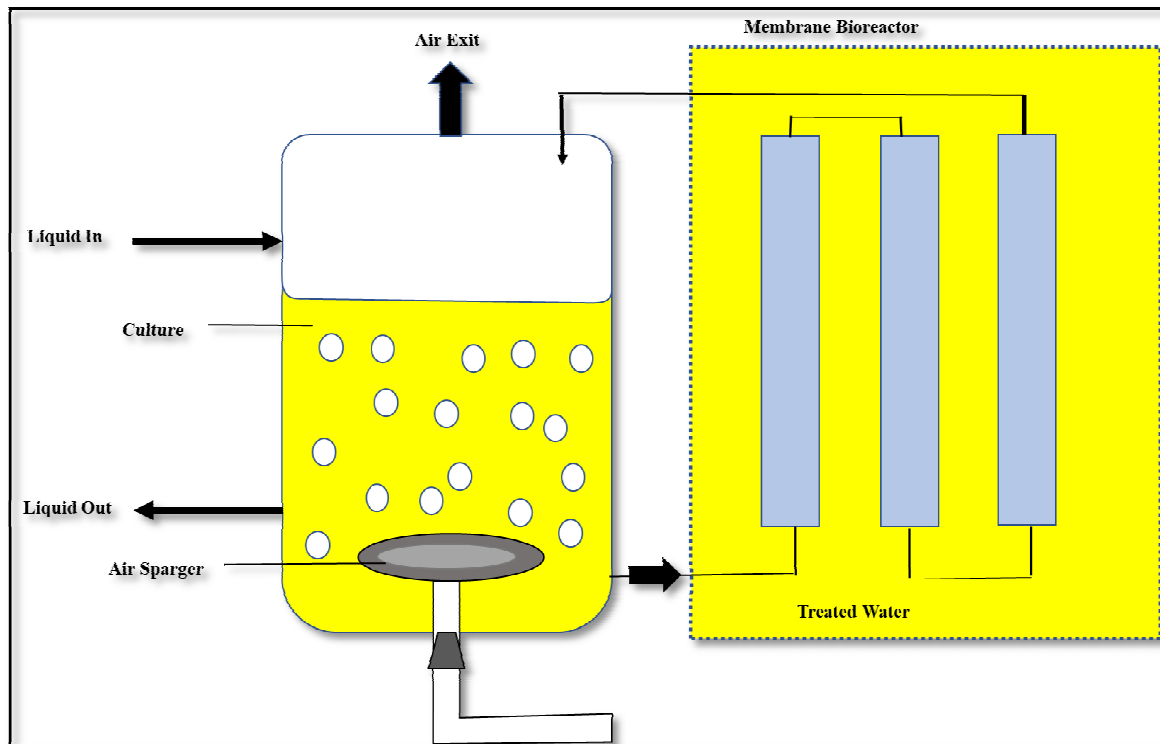 Membrane Bioreactor
Air Exit
Liquid In
Culture
Liquid Out
Air Sparger
Treated Water